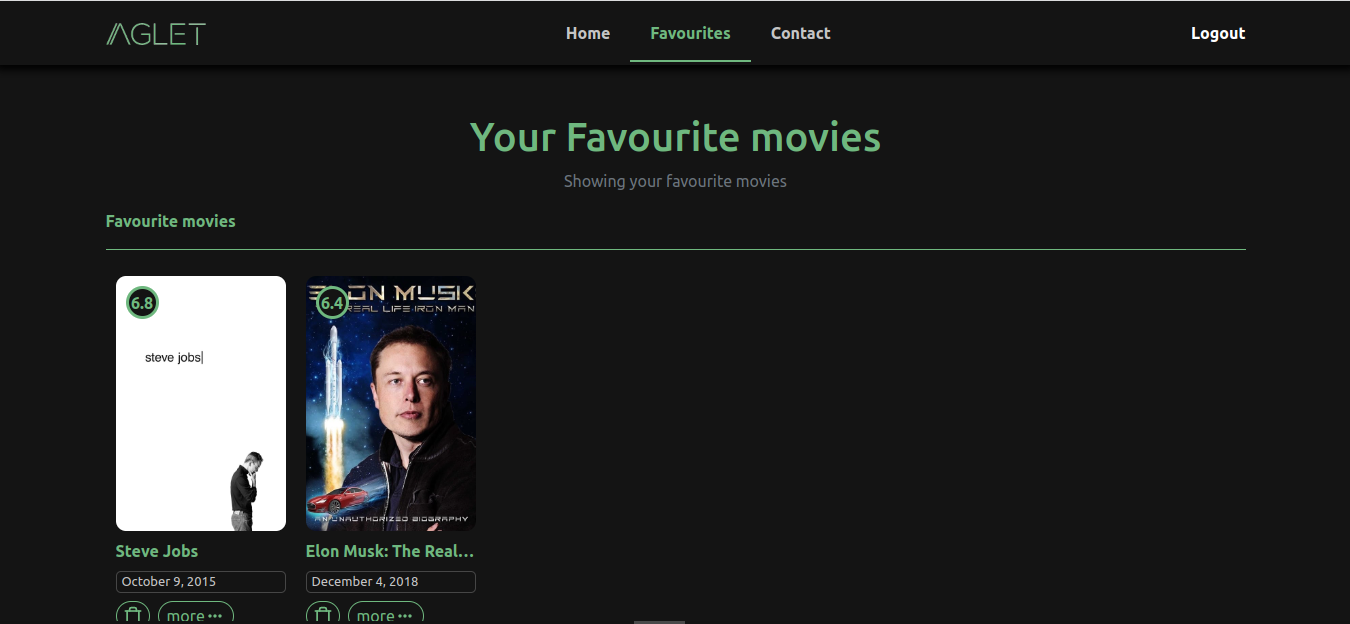 AGLET
Home
Favourites
Contact
Logout
Your Favourite movies
Showing your favourite movies
Favourite movies
6.8
steve jobs
6.4
ON MUSK
REAL LIFE IRON MAN
AN UNAUTHORIZED BIOGRAPHY
Steve Jobs
Elon Musk: The Real...
October 9, 2015
December 4, 2018
more ···
more ···